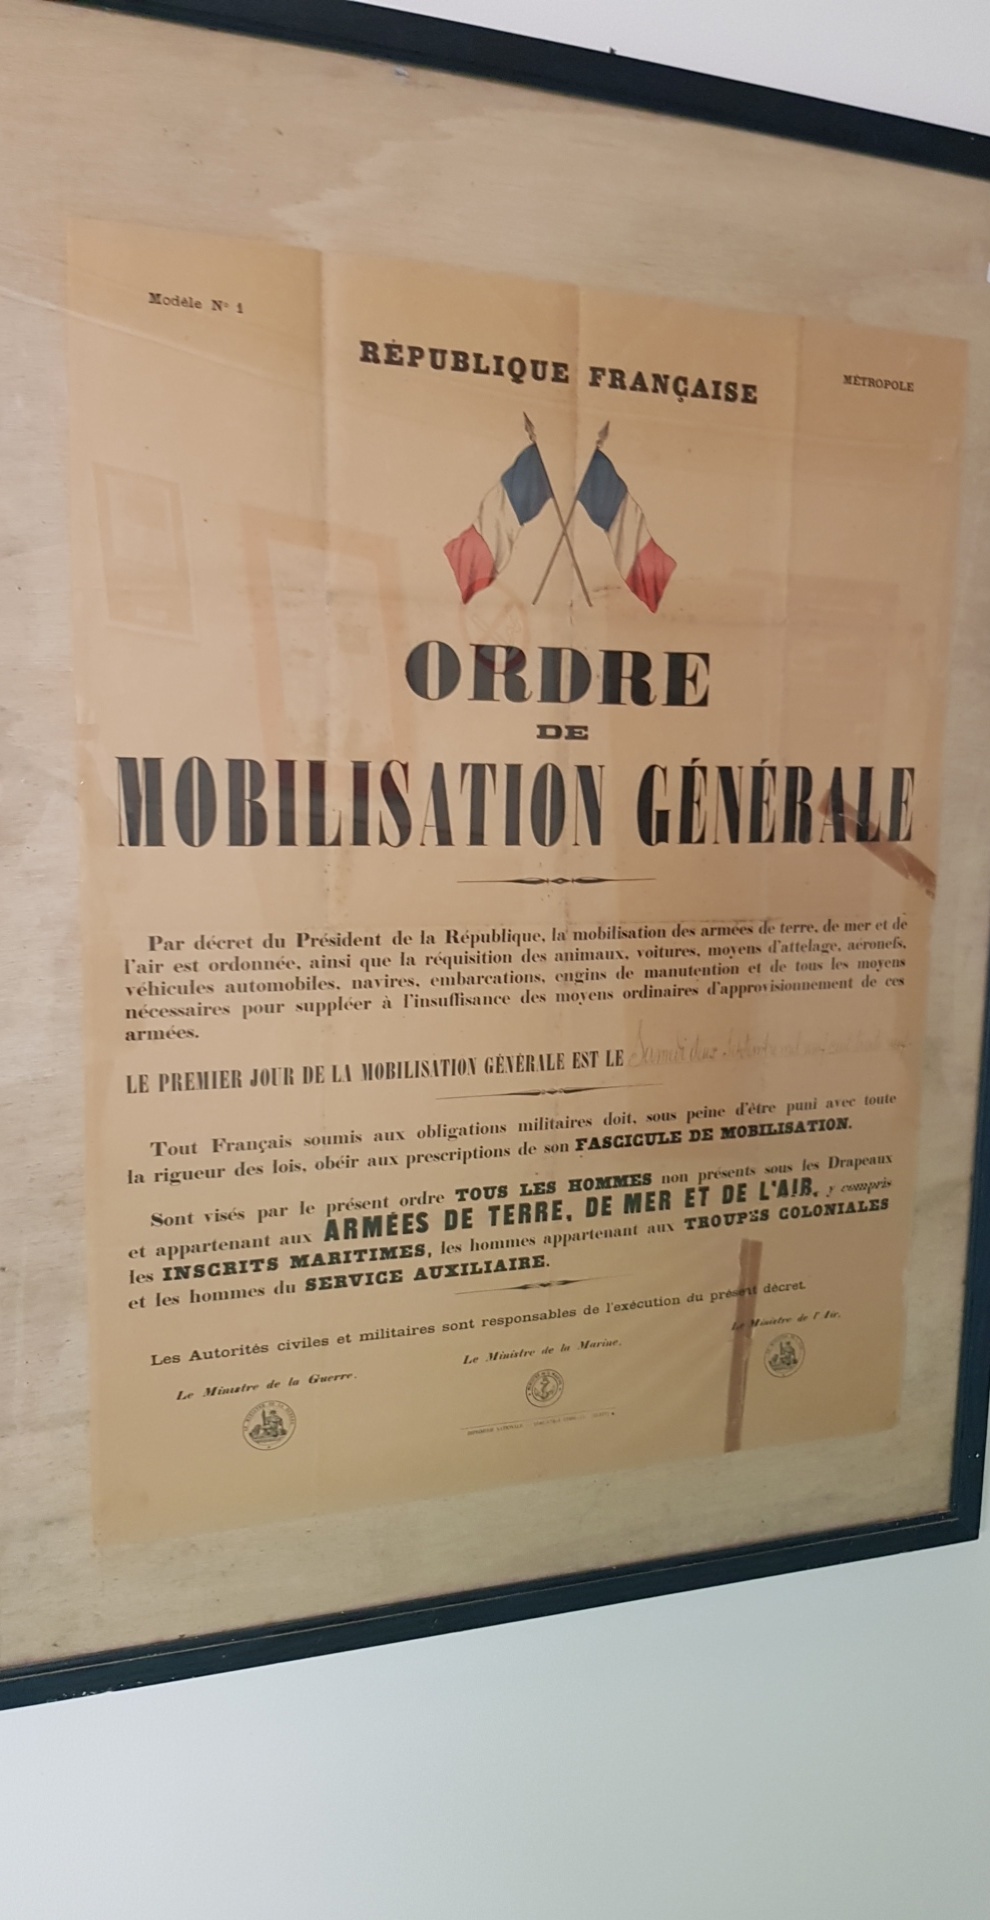 Modèle Nº 1
RÉPUBLIQUE FRANÇAISE
MÉTROPOLE
ORDRE
DE
MOBILISATION GÉNÉRALE
Par décret du Président de la République, la mobilisation des armées de terre, de mer et de
l'air est ordonnée, ainsi que la réquisition des animaux, voitures, moyens d'attelage, aéronefs,
véhicules automobiles, navires, embarcations, engins de manutention et de tous les moyens
nécessaires pour suppléer à l'insuffisance des moyens ordinaires d'approvisionnement de ces
armées.
LE PREMIER JOUR DE LA MOBILISATION GÉNÉRALE EST LE Samedi deux Septembre
Tout Français soumis aux obligations militaires doit, sous peine d'être puni avec toute
la rigueur des lois, obéir aux prescriptions de son FASCICULE DE MOBILISATION.
Sont visés par le présent ordre TOUS LES HOMMES non présents sous les Drapeaux
et appartenant aux ARMÉES DE TERRE, DE MER ET DE L'AIR, y compris
les INSCRITS MARITIMES, les hommes appartenant aux TROUPES COLONIALES
et les hommes du SERVICE AUXILIAIRE.
Les Autorités civiles et militaires sont responsables de l'exécution du présent décret.
Le Ministre de la Guerre.
Le Ministre de la Marine.
Le Ministre de l'Air.